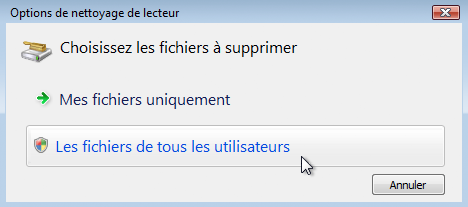 Options de nettoyage de lecteur
Choisissez les fichiers à supprimer
Mes fichiers uniquement
Les fichiers de tous les utilisateurs
Annuler